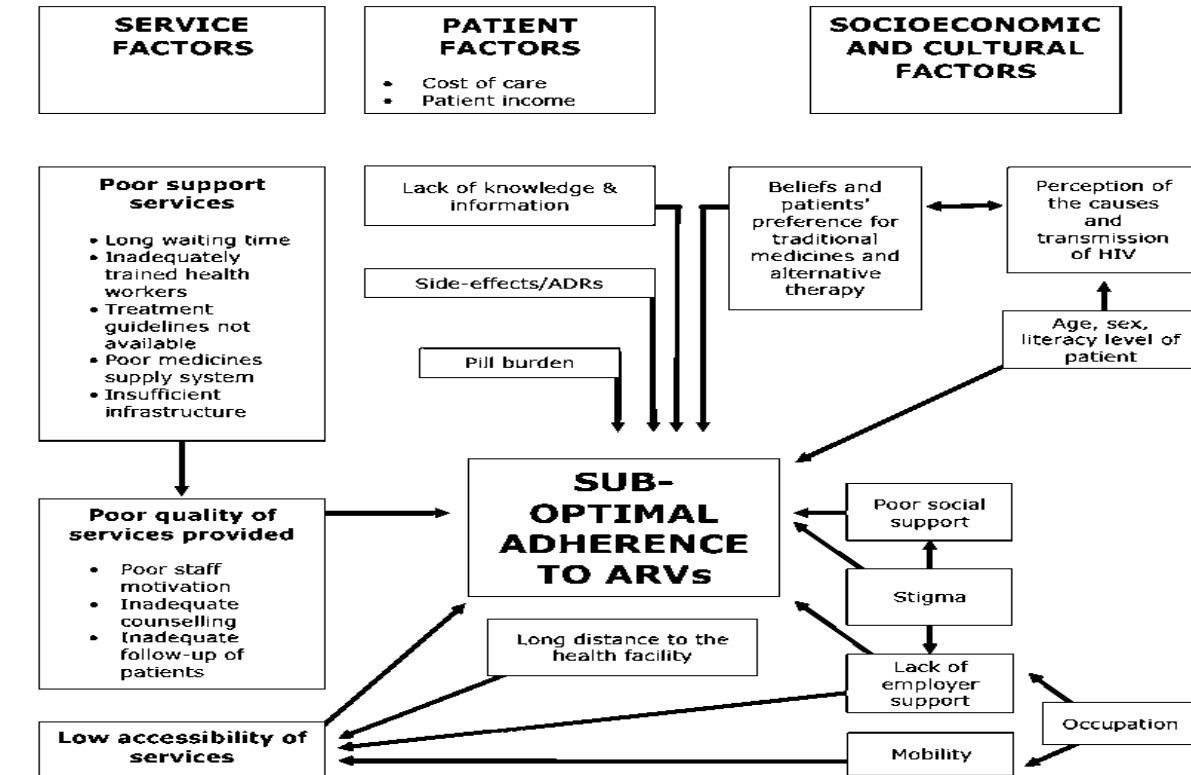 SERVICE
FACTORS
PATIENT
FACTORS
• Cost of care
• Patient income
SOCIOECONOMIC
AND CULTURAL
FACTORS
Poor support
services
• Long waiting time
• Inadequately
trained health
workers
• Treatment
guidelines not
available
• Poor medicines
supply system
• Insufficient
infrastructure
Lack of knowledge &
information
Side-effects/ADRs
Pill burden
Beliefs and
patients'
preference for
traditional
medicines and
alternative
therapy
Perception of
the causes
and
transmission
of HIV
Age, sex,
literacy level of
patient
SUB-
OPTIMAL
ADHERENCE
TO ARVs
Poor quality of
services provided
• Poor staff
motivation
• Inadequate
counselling
• Inadequate
follow-up of
patients
Poor social
support
Stigma
Long distance to the
health facility
Lack of
employer
support
Occupation
Low accessibility of
services
Mobility